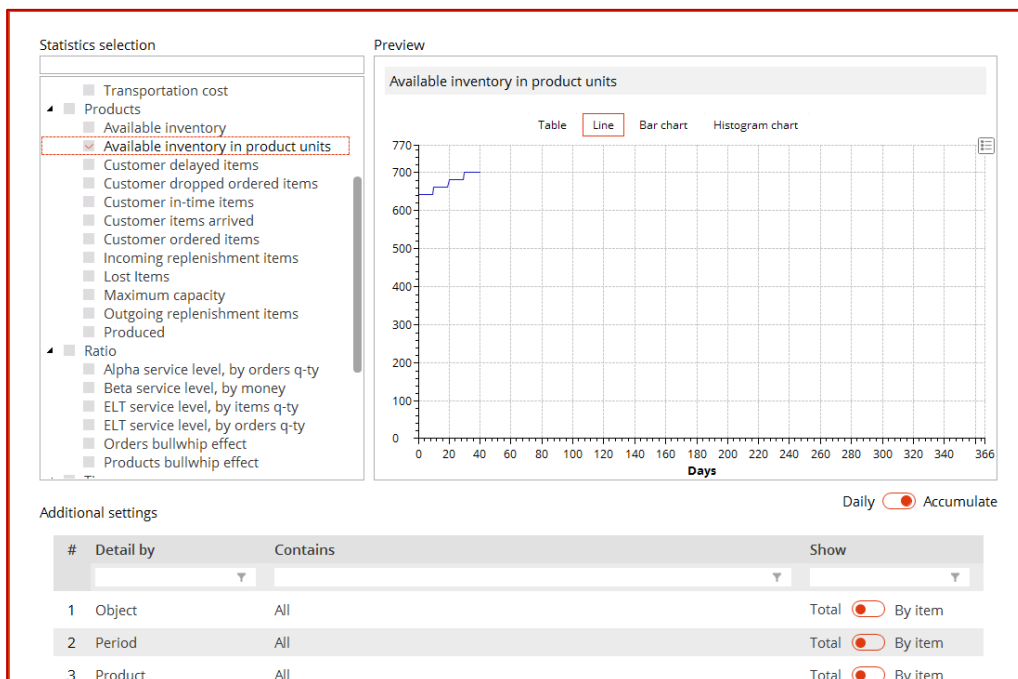 Statistics selection
Transportation cost
Products
Available inventory
Available inventory in product units
Customer delayed items
Customer dropped ordered items
Customer in-time items
Customer items arrived
Customer ordered items
Incoming replenishment items
Lost Items
Maximum capacity
Outgoing replenishment items
Produced
Ratio
Alpha service level, by orders q-ty
Beta service level, by money
ELT service level, by items q-ty
ELT service level, by orders q-ty
Orders bullwhip effect
Products bullwhip effect
Preview
Available inventory in product units
Table Line Bar chart Histogram chart
770
700
600
500
400
300
200
100
0
0 20 40 60 80 100 120 140 160 180 200 220 240 260 280 300 320 340 366
Days
Daily Accumulate
Additional settings
# Detail by Contains Show
1 Object All Total By item
2 Period All Total By item
3 Product All Total By item